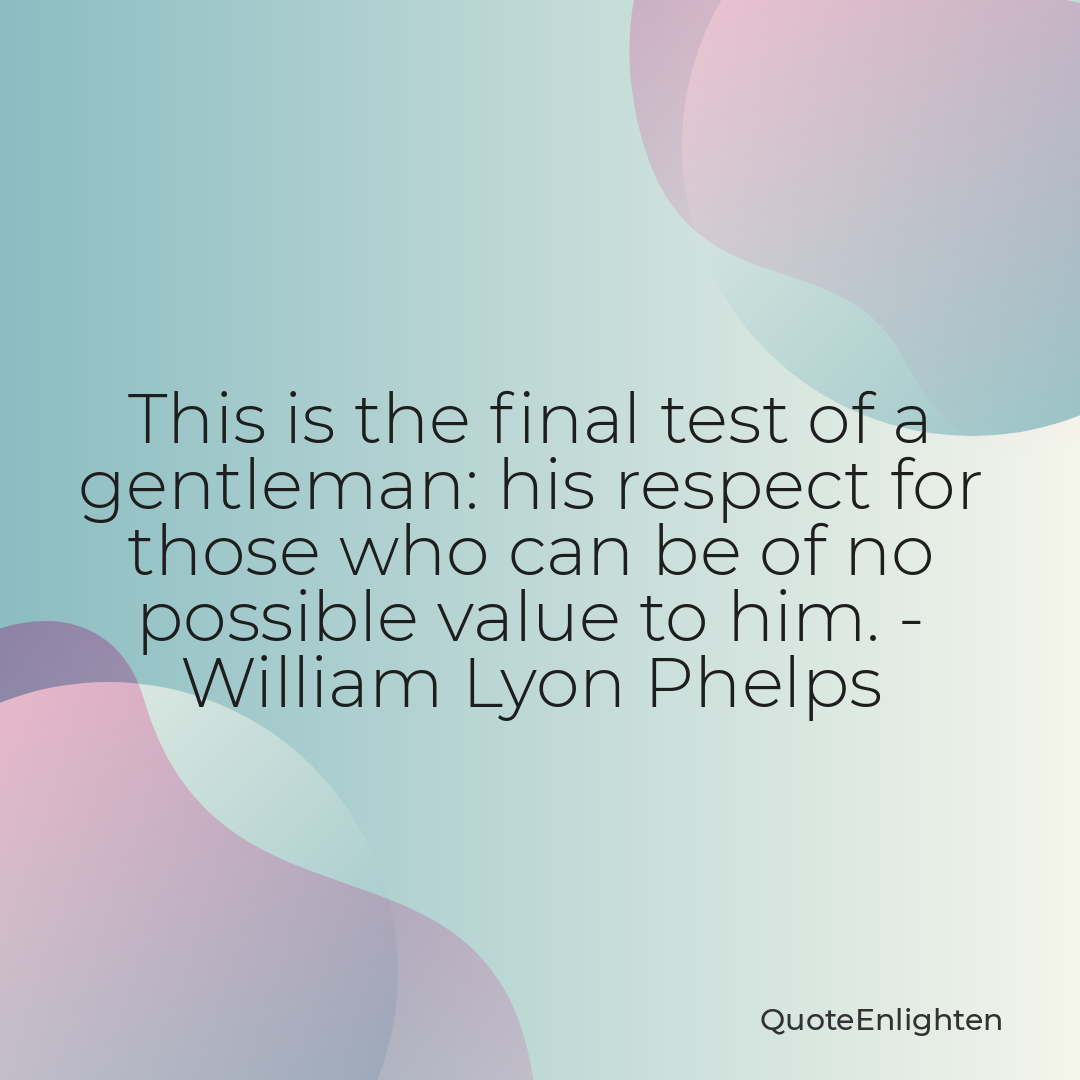 This is the final test of a
gentleman: his respect for
those who can be of no
possible value to him. -
William Lyon Phelps
QuoteEnlighten